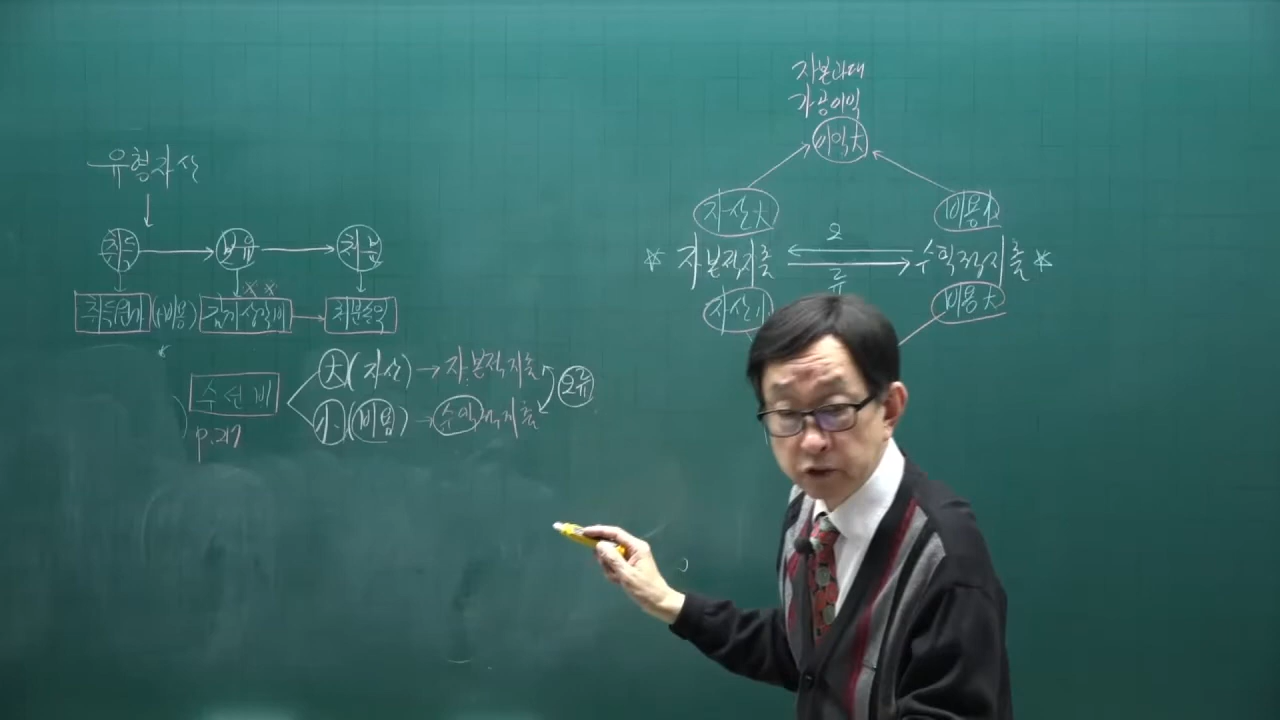 유형자산
취득 보유 처분
취득원가 (+비용) 감가상각비 처분손익
××
*
수선비
p.217
大 (자산) → 자본적지출
小 (비용) → 수익적지출
오류
자본과대
가공이익
이익大
자산大 비용小
* 자본적지출 수익적지출 *
오
류
자산小 비용大